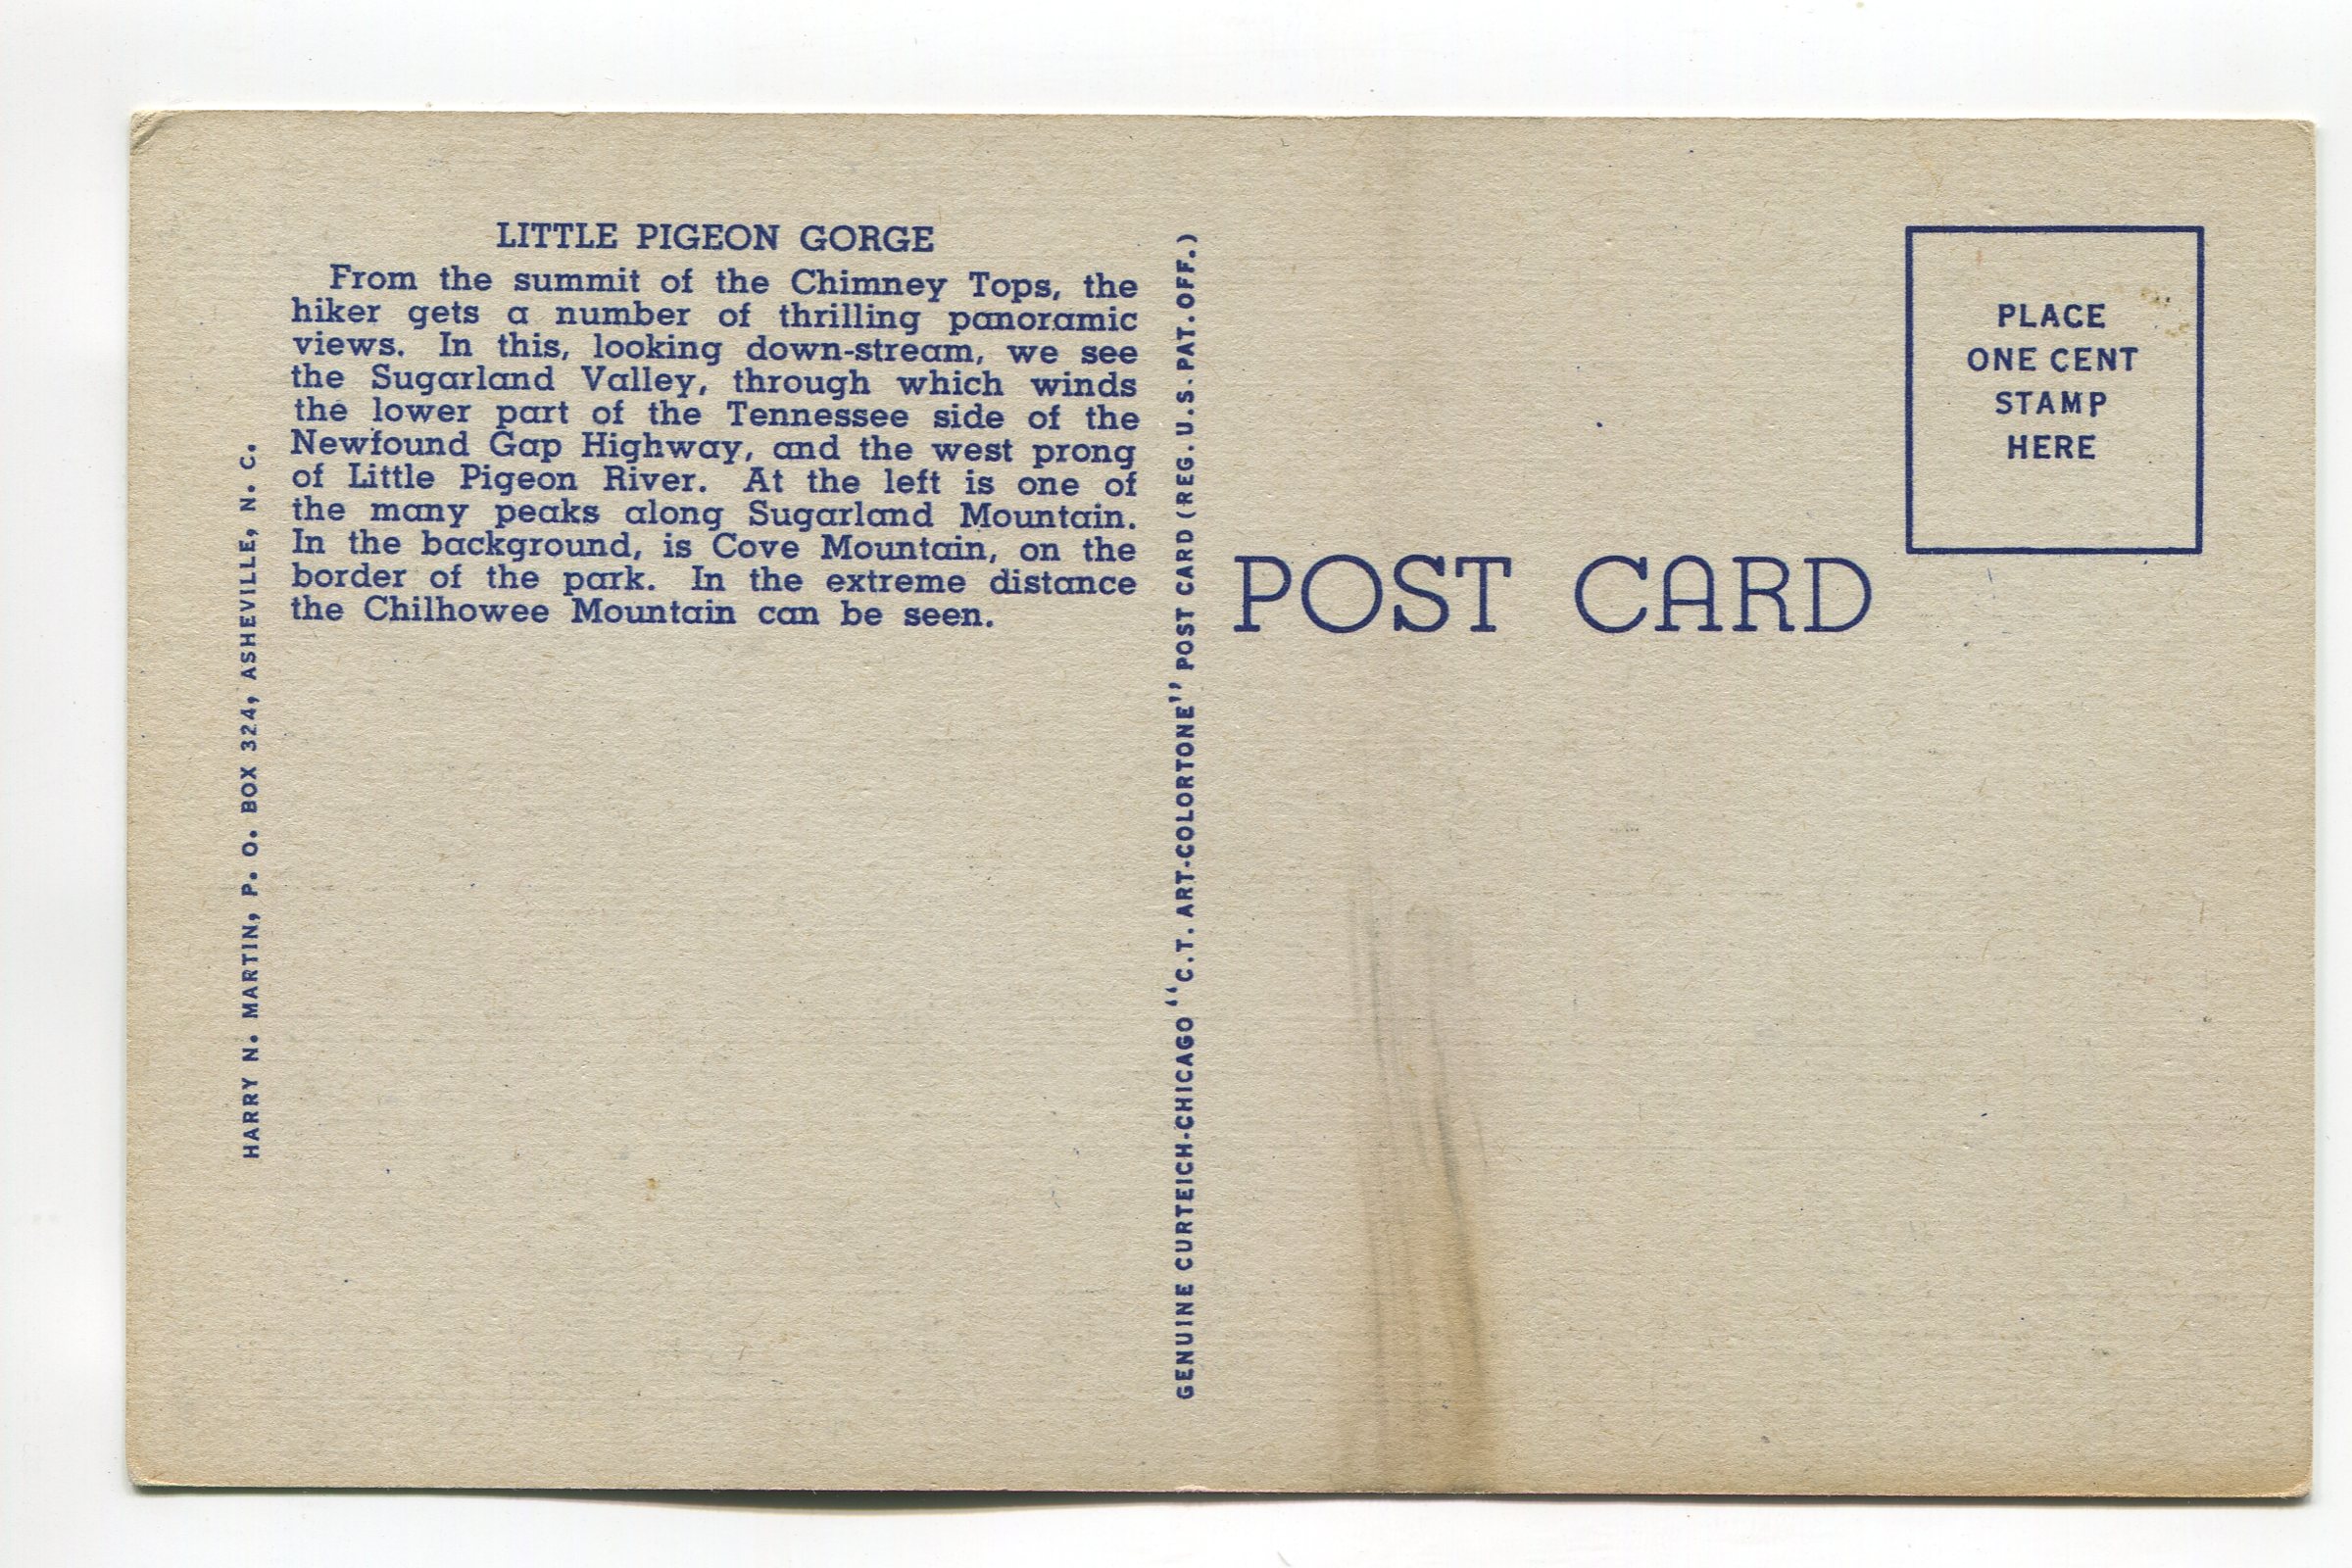 LITTLE PIGEON GORGE
From the summit of the Chimney Tops, the
hiker gets a number of thrilling panoramic
views. In this, looking down-stream, we see
the Sugarland Valley, through which winds
the lower part of the Tennessee side of the
Newfound Gap Highway, and the west prong
of Little Pigeon River. At the left is one of
the many peaks along Sugarland Mountain.
In the background, is Cove Mountain, on the
border of the park. In the extreme distance
the Chilhowee Mountain can be seen.
HARRY N. MARTIN, P. O. BOX 324, ASHEVILLE, N. C.
GENUINE CURTEICH-CHICAGO "C.T. ART-COLORTONE" POST CARD (REG. U.S. PAT. OFF.)
POST CARD
PLACE
ONE CENT
STAMP
HERE